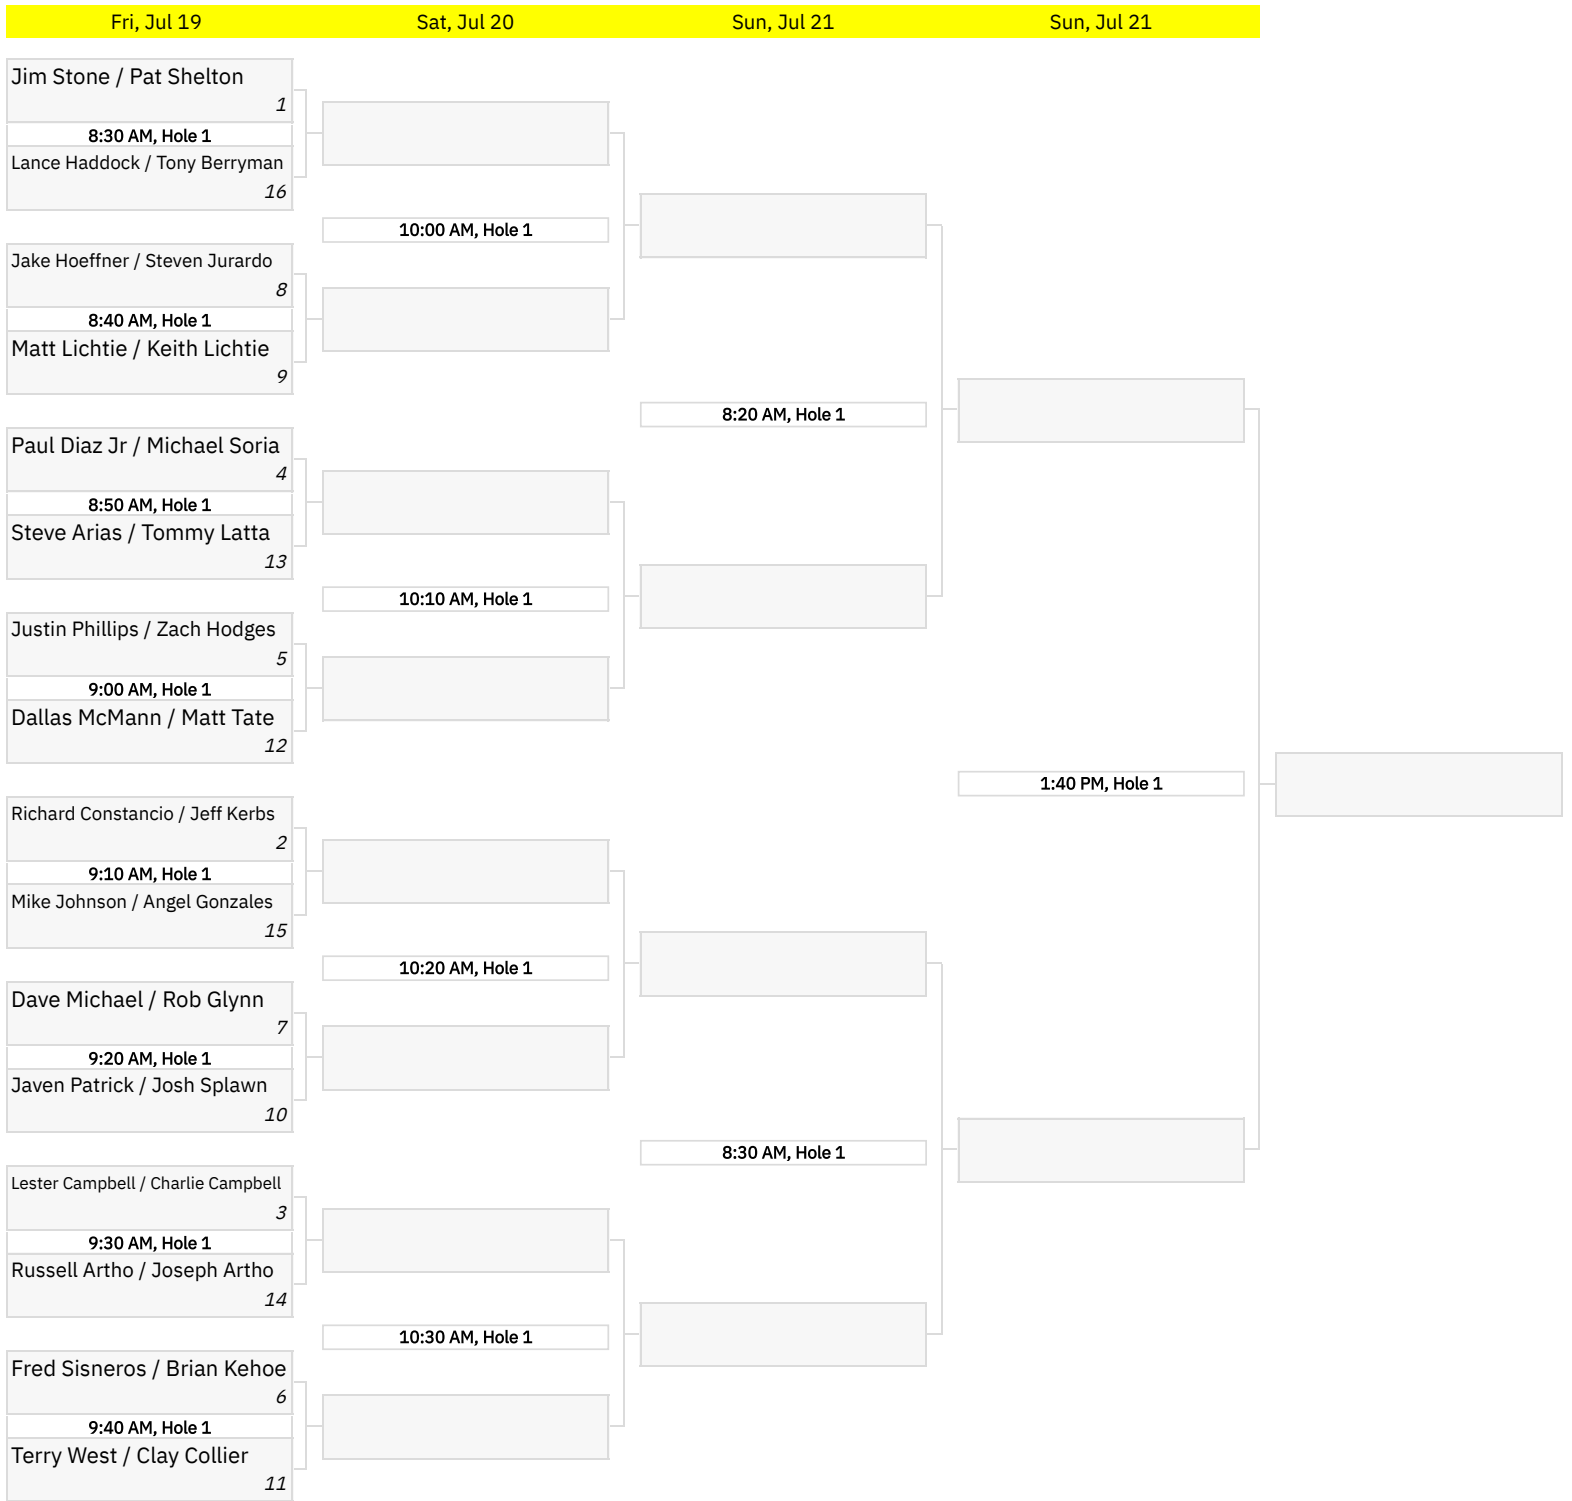 Fri, Jul 19
Sat, Jul 20
Sun, Jul 21
Sun, Jul 21
Jim Stone / Pat Shelton
1
8:30 AM, Hole 1
Lance Haddock / Tony Berryman
16
10:00 AM, Hole 1
Jake Hoeffner / Steven Jurardo
8
8:40 AM, Hole 1
Matt Lichtie / Keith Lichtie
9
8:20 AM, Hole 1
Paul Diaz Jr / Michael Soria
4
8:50 AM, Hole 1
Steve Arias / Tommy Latta
13
10:10 AM, Hole 1
Justin Phillips / Zach Hodges
5
9:00 AM, Hole 1
Dallas McMann / Matt Tate
12
1:40 PM, Hole 1
Richard Constancio / Jeff Kerbs
2
9:10 AM, Hole 1
Mike Johnson / Angel Gonzales
15
10:20 AM, Hole 1
Dave Michael / Rob Glynn
7
9:20 AM, Hole 1
Javen Patrick / Josh Splawn
10
8:30 AM, Hole 1
Lester Campbell / Charlie Campbell
3
9:30 AM, Hole 1
Russell Artho / Joseph Artho
14
10:30 AM, Hole 1
Fred Sisneros / Brian Kehoe
6
9:40 AM, Hole 1
Terry West / Clay Collier
11